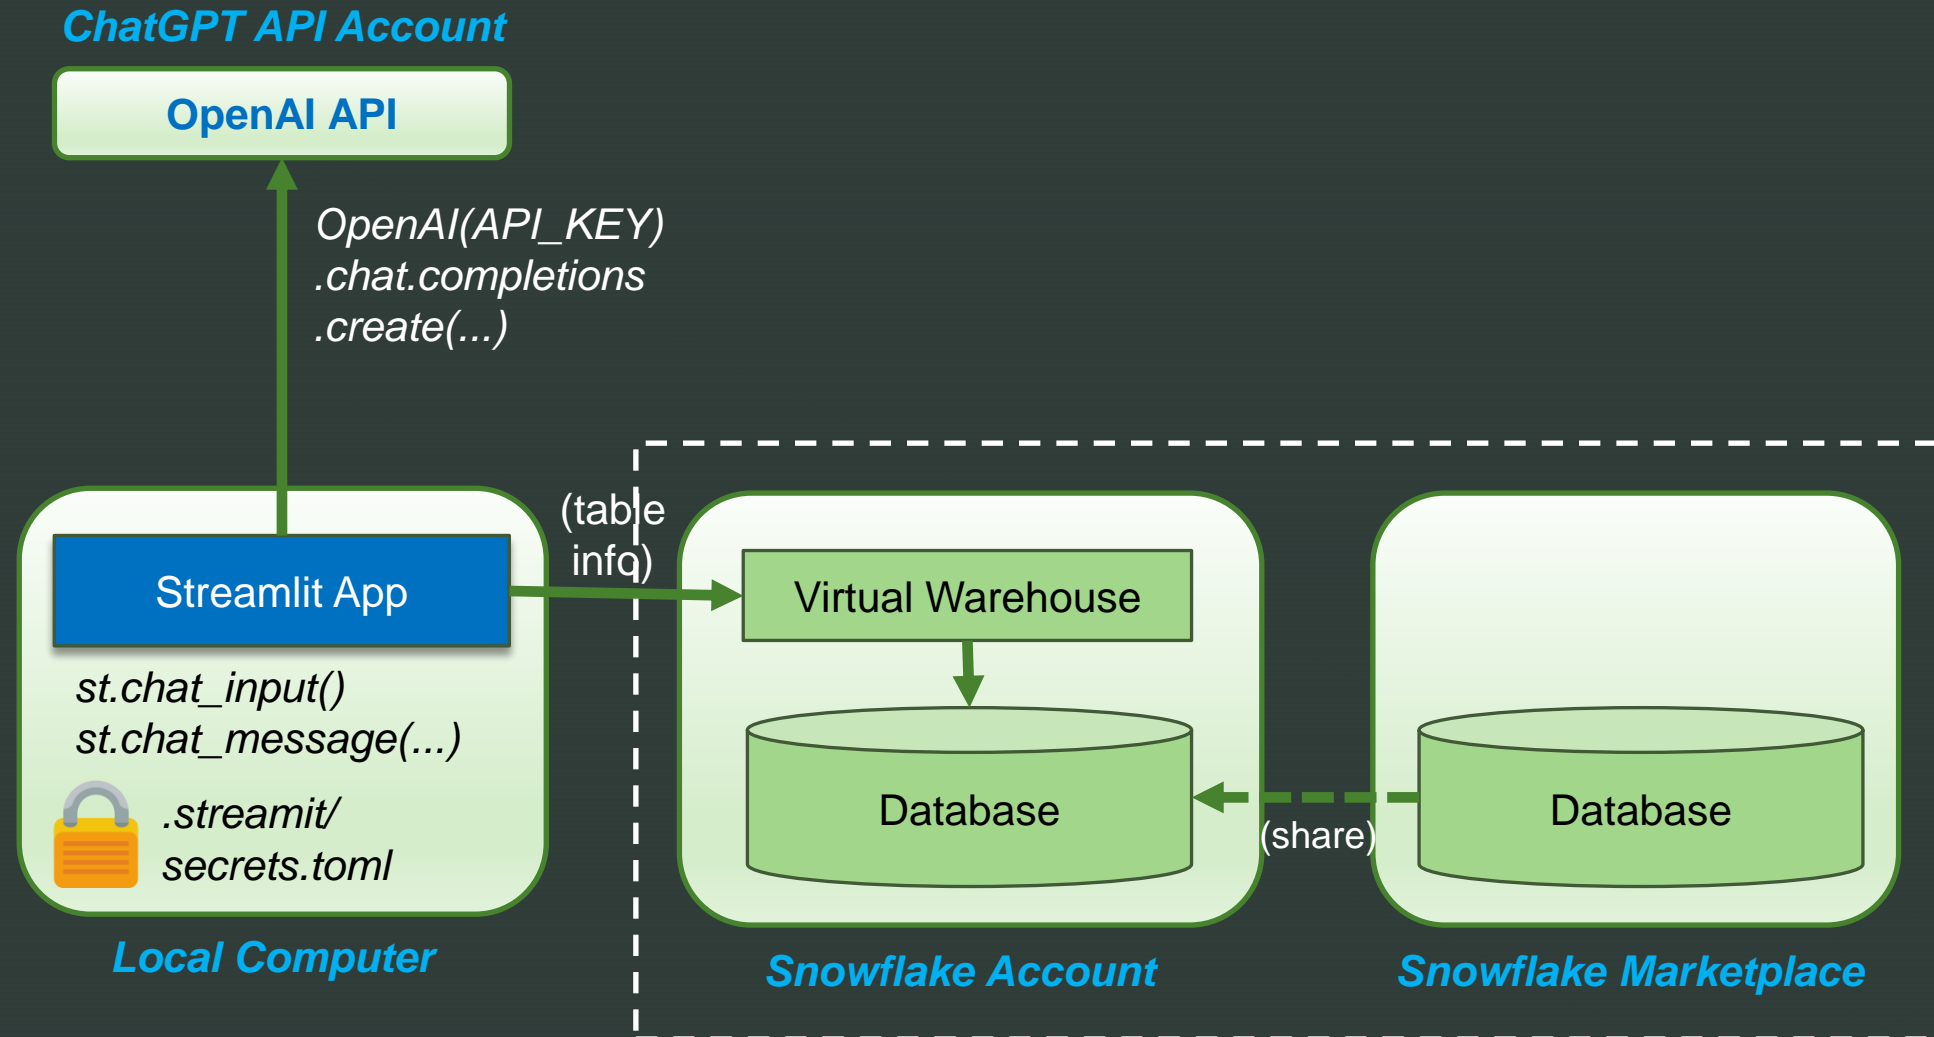 ChatGPT API Account
OpenAI API
OpenAI(API_KEY)
.chat.completions
.create(...)
(table
info)
Streamlit App
st.chat_input()
st.chat_message(...)
.streamit/
secrets.toml
Local Computer
Virtual Warehouse
Database
Snowflake Account
(share)
Database
Snowflake Marketplace